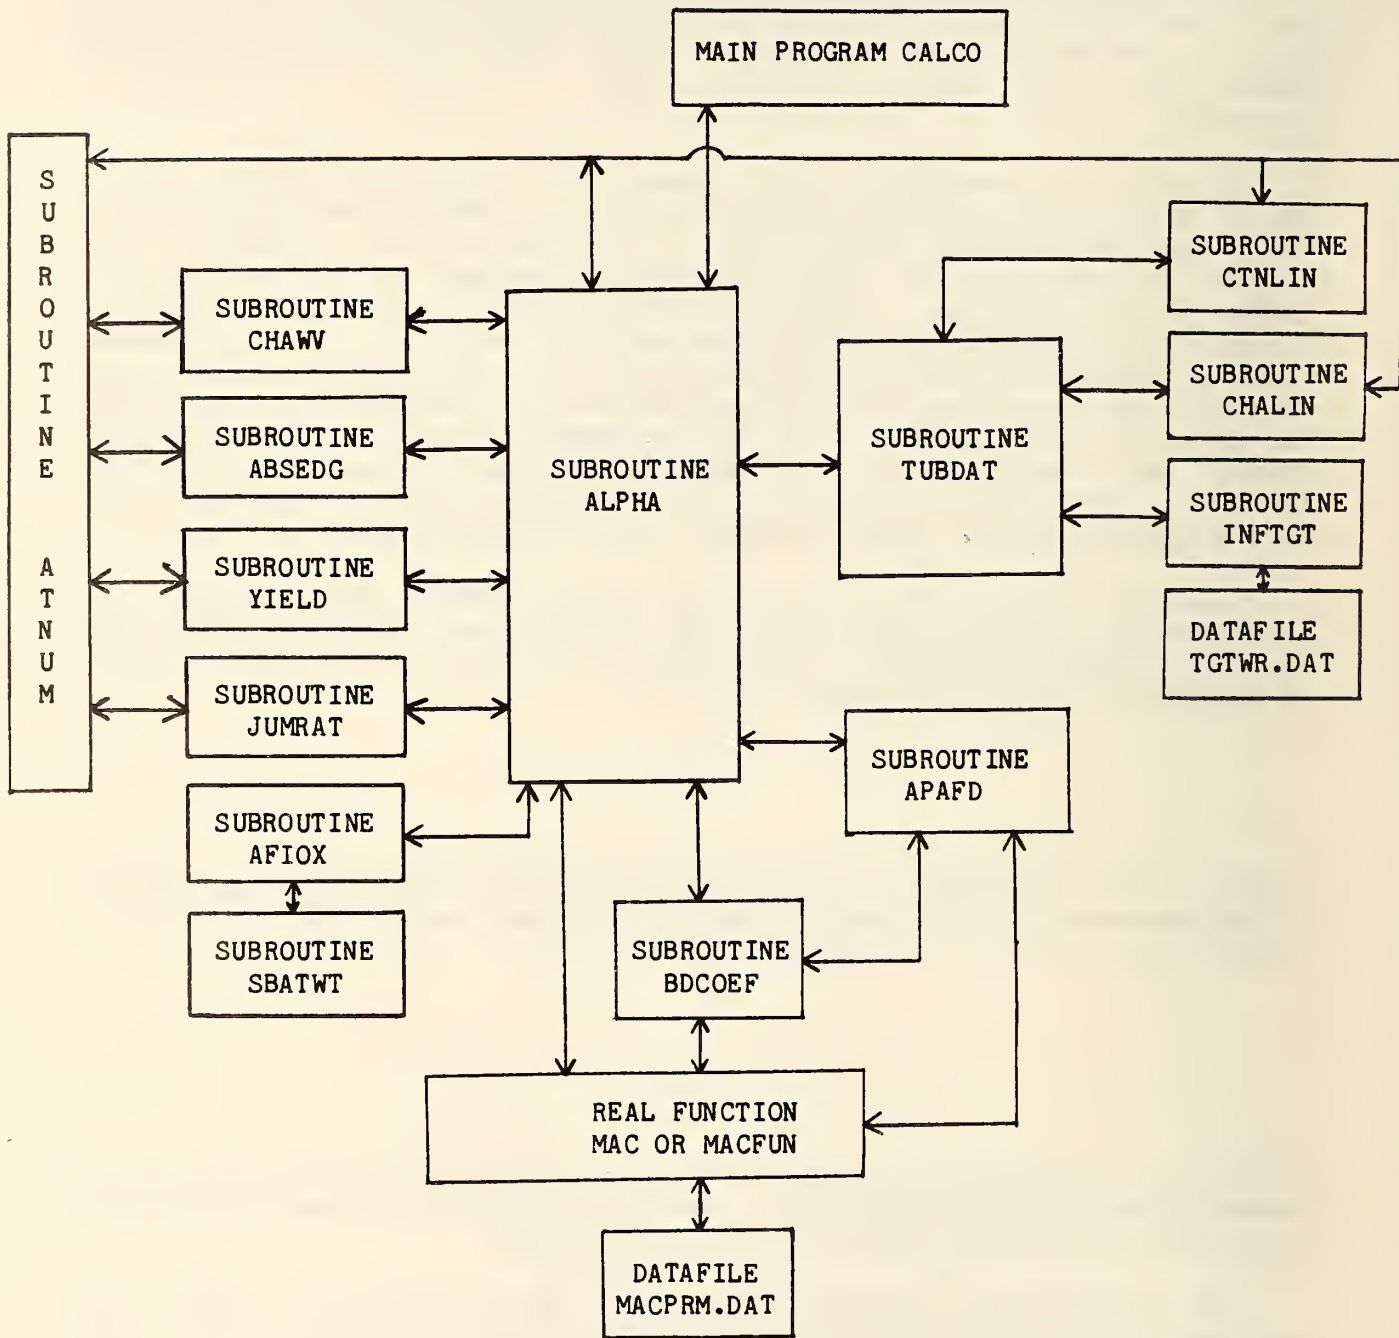 MAIN PROGRAM CALCO
SUBROUTINE ATNUM
SUBROUTINE
CHAWV
SUBROUTINE
ABSEDG
SUBROUTINE
YIELD
SUBROUTINE
JUMRAT
SUBROUTINE
AFIOX
SUBROUTINE
SBATWT
SUBROUTINE
ALPHA
SUBROUTINE
TUBDAT
SUBROUTINE
CTNLIN
SUBROUTINE
CHALIN
SUBROUTINE
INFTGT
DATAFILE
TGTWR.DAT
SUBROUTINE
APAFD
SUBROUTINE
BDCOEF
REAL FUNCTION
MAC OR MACFUN
DATAFILE
MACPRM.DAT